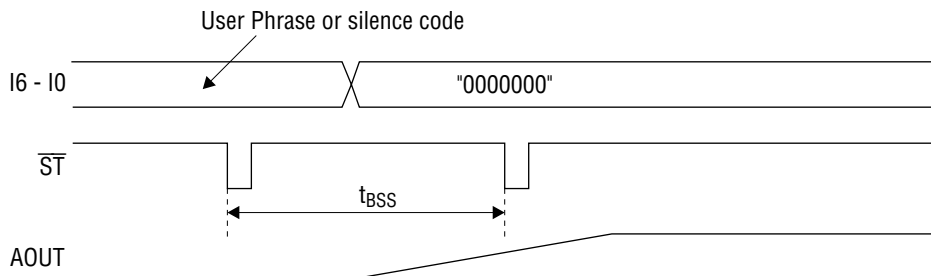 User Phrase or silence code
I6 - I0
"0000000"
ST
tBSS
AOUT